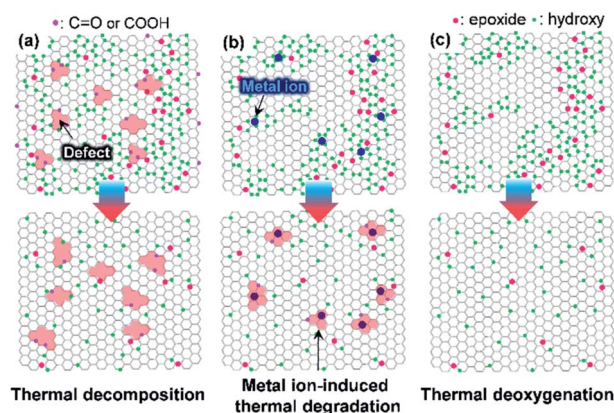 : C=O or COOH
: epoxide : hydroxy
(a)
(b)
(c)
Metal ion
Defect
Thermal decomposition
Metal ion-induced
thermal degradation
Thermal deoxygenation